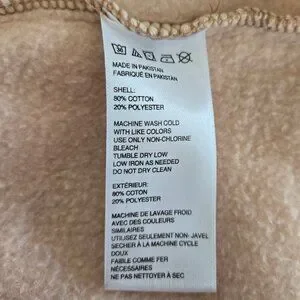 MADE IN PAKISTAN
FABRIQUÉ EN PAKISTAN
SHELL:
80% COTTON
20% POLYESTER
MACHINE WASH COLD
WITH LIKE COLORS
USE ONLY NON-CHLORINE
BLEACH
TUMBLE DRY LOW
LOW IRON AS NEEDED
DO NOT DRY CLEAN
EXTÉRIEUR:
80% COTON
20% POLYESTER
MACHINE DE LAVAGE FROID
AVEC DES COULEURS
SIMILAIRES
UTILISEZ SEULEMENT NON- JAVEL
SÉCHER À LA MACHINE CYCLE
DOUX
FAIBLE COMME FER
NÉCESSAIRES
NE PAS NETTOYER À SEC